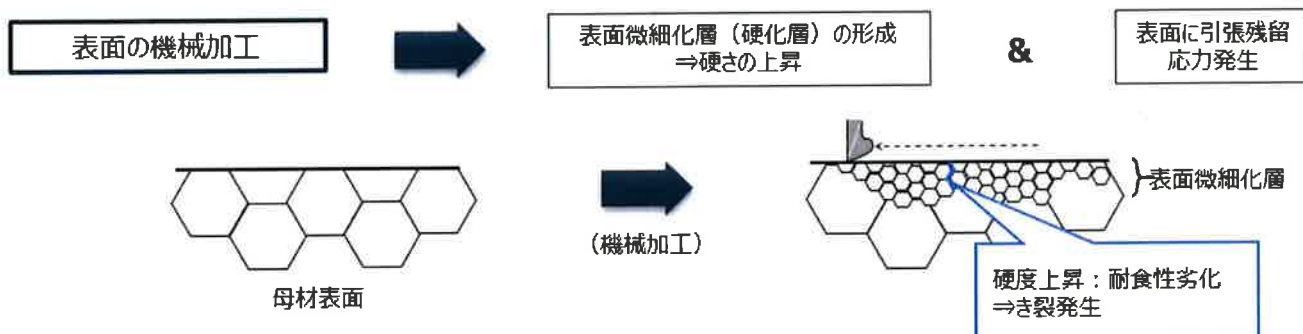 表面の機械加工
表面微細化層（硬化層）の形成
⇒硬さの上昇
&
表面に引張残留
応力発生
表面微細化層
（機械加工）
母材表面
硬度上昇：耐食性劣化
⇒き裂発生